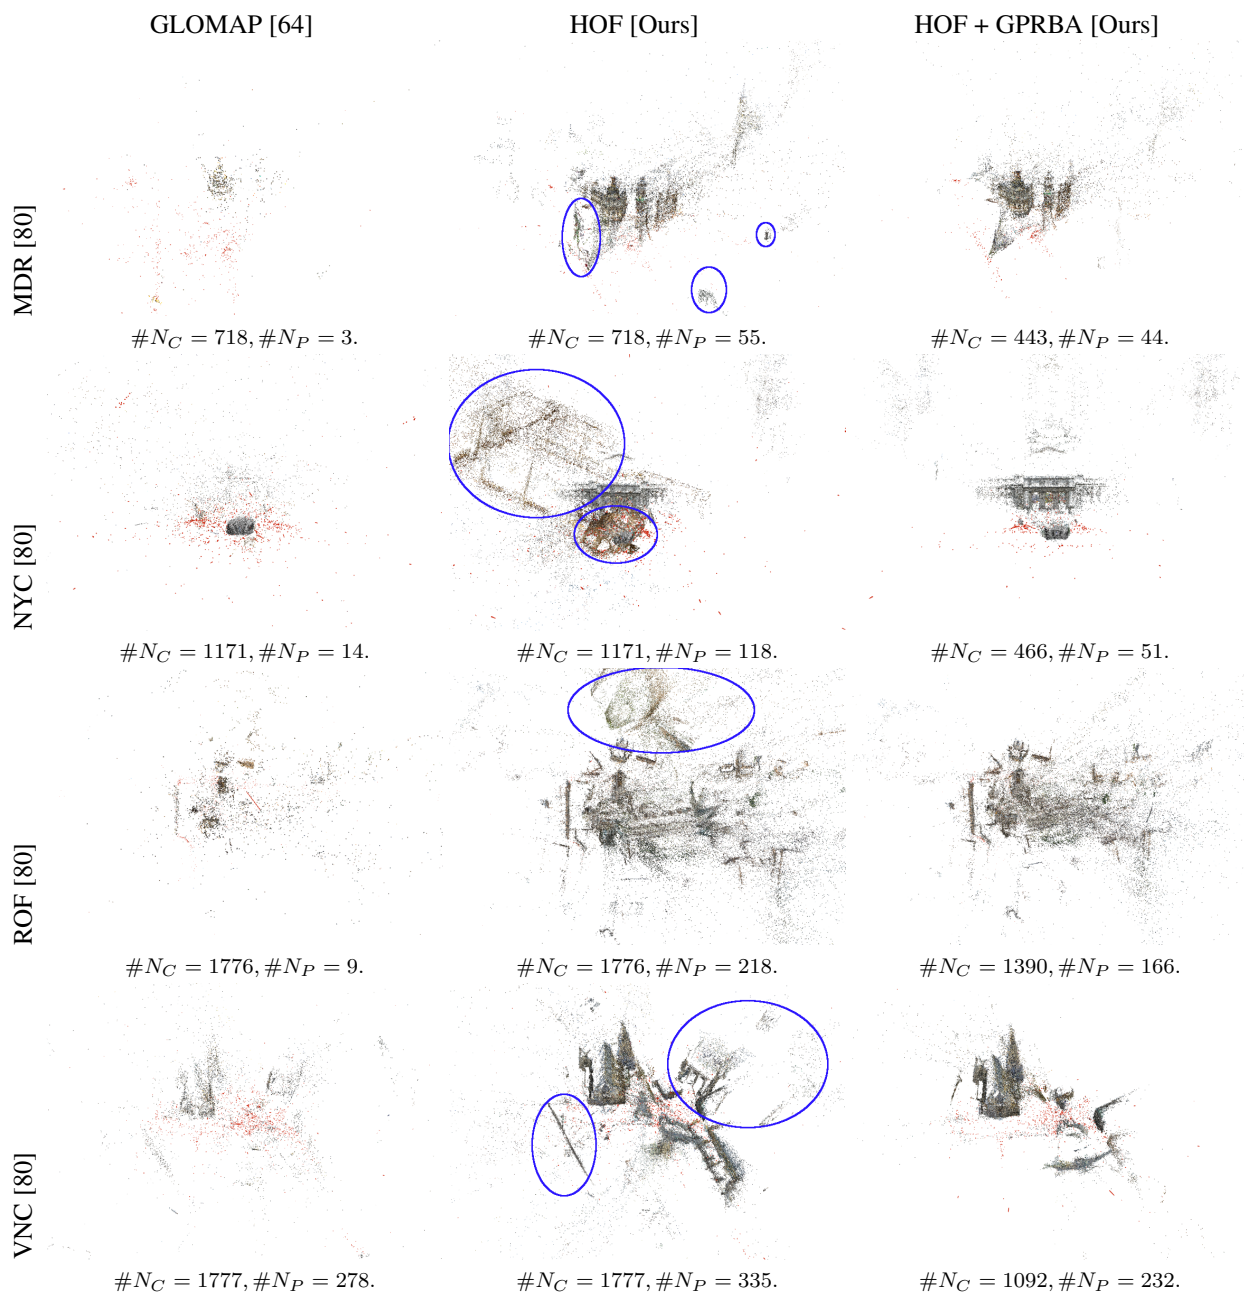 GLOMAP [64] HOF [Ours] HOF + GPRBA [Ours]
MDR [80]
#N_C = 718, #N_P = 3. #N_C = 718, #N_P = 55. #N_C = 443, #N_P = 44.
NYC [80]
#N_C = 1171, #N_P = 14. #N_C = 1171, #N_P = 118. #N_C = 466, #N_P = 51.
ROF [80]
#N_C = 1776, #N_P = 9. #N_C = 1776, #N_P = 218. #N_C = 1390, #N_P = 166.
VNC [80]
#N_C = 1777, #N_P = 278. #N_C = 1777, #N_P = 335. #N_C = 1092, #N_P = 232.